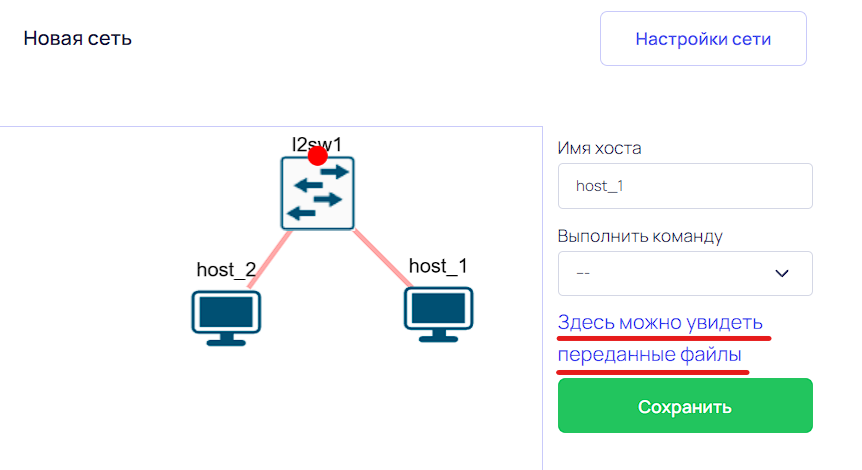 Новая сеть
Настройки сети
l2sw1
host_2
host_1
Имя хоста
host_1
Выполнить команду
--
Здесь можно увидеть
переданные файлы
Сохранить